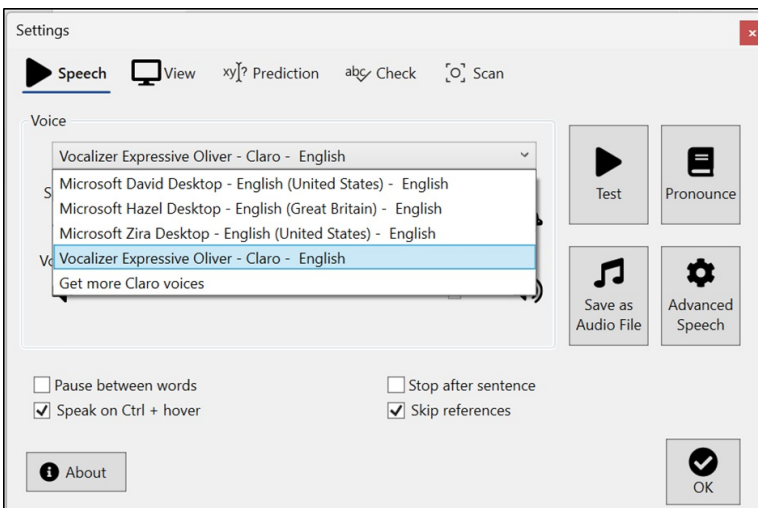 Settings
Speech
View
xy]? Prediction
abc Check
Scan
Voice
Vocalizer Expressive Oliver - Claro - English
Microsoft David Desktop - English (United States) - English
Microsoft Hazel Desktop - English (Great Britain) - English
Microsoft Zira Desktop - English (United States) - English
Vocalizer Expressive Oliver - Claro - English
Get more Claro voices
Test
Pronounce
Save as
Audio File
Advanced
Speech
Pause between words
Stop after sentence
Speak on Ctrl + hover
Skip references
About
OK